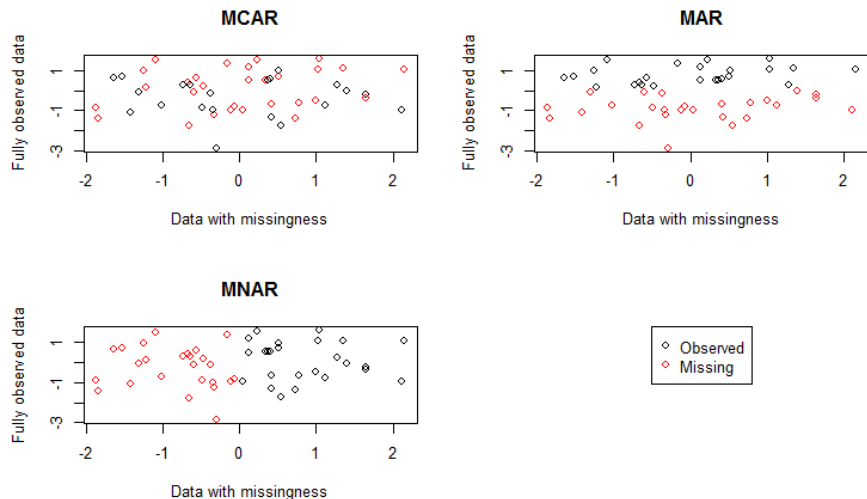 MCAR
Fully observed data
1
-1
-3
-2
-1
0
1
2
Data with missingness
MAR
Fully observed data
1
-1
-3
-2
-1
0
1
2
Data with missingness
MNAR
Fully observed data
1
-1
-3
-2
-1
0
1
2
Data with missingness
Observed
Missing